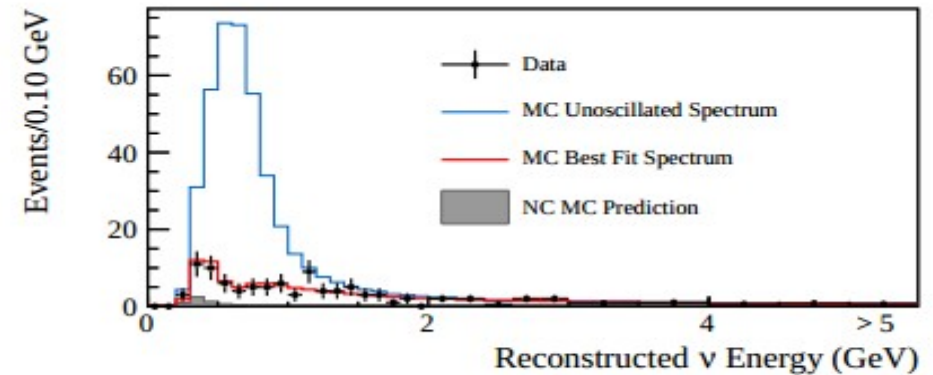 Events/0.10 GeV
60
40
20
0
Data
MC Unoscillated Spectrum
MC Best Fit Spectrum
NC MC Prediction
0 2 4 > 5
Reconstructed ν Energy (GeV)